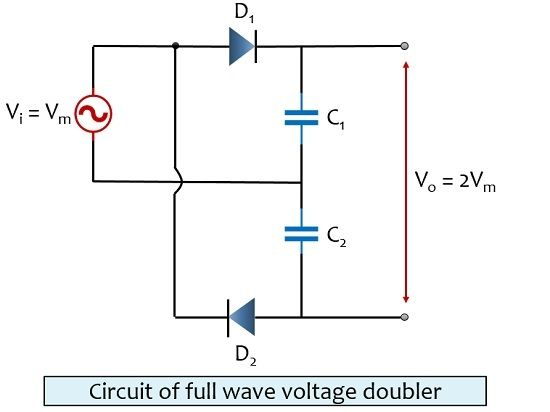 D₁
Vᵢ = Vₘ
C₁
Vₒ = 2Vₘ
C₂
D₂
Circuit of full wave voltage doubler